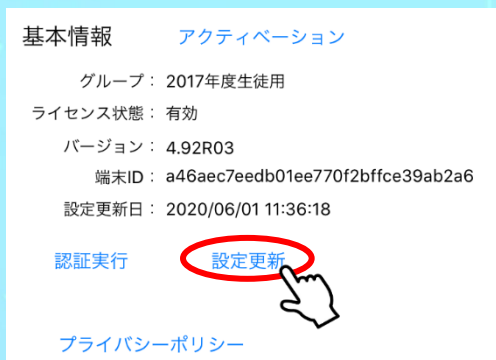 基本情報 アクティベーション
グループ： 2017年度生徒用
ライセンス状態： 有効
バージョン： 4.92R03
端末ID： a46aec7eedb01ee770f2bffce39ab2a6
設定更新日： 2020/06/01 11:36:18
認証実行 設定更新
プライバシーポリシー